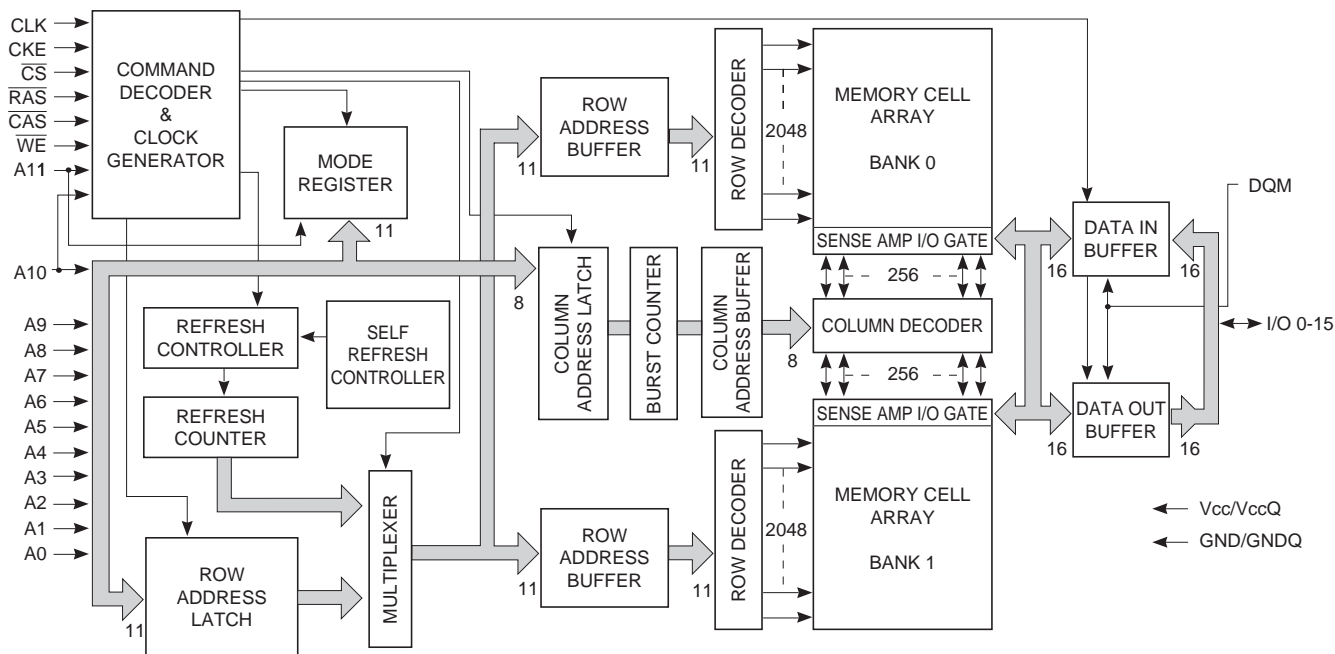 CLK
CKE
CS
RAS
CAS
WE
A11
A10
A9
A8
A7
A6
A5
A4
A3
A2
A1
A0
COMMAND
DECODER
&
CLOCK
GENERATOR
MODE
REGISTER
11
REFRESH
CONTROLLER
SELF
REFRESH
CONTROLLER
REFRESH
COUNTER
ROW
ADDRESS
LATCH
11
MULTIPLEXER
ROW
ADDRESS
BUFFER
11
11
ROW DECODER
2048
MEMORY CELL
ARRAY
BANK 0
SENSE AMP I/O GATE
8
COLUMN
ADDRESS LATCH
BURST COUNTER
COLUMN
ADDRESS BUFFER
8
256
COLUMN DECODER
256
SENSE AMP I/O GATE
MEMORY CELL
ARRAY
BANK 1
ROW
ADDRESS
BUFFER
11
11
ROW DECODER
2048
DQM
DATA IN
BUFFER
16
16
I/O 0-15
DATA OUT
BUFFER
16
16
Vcc/VccQ
GND/GNDQ